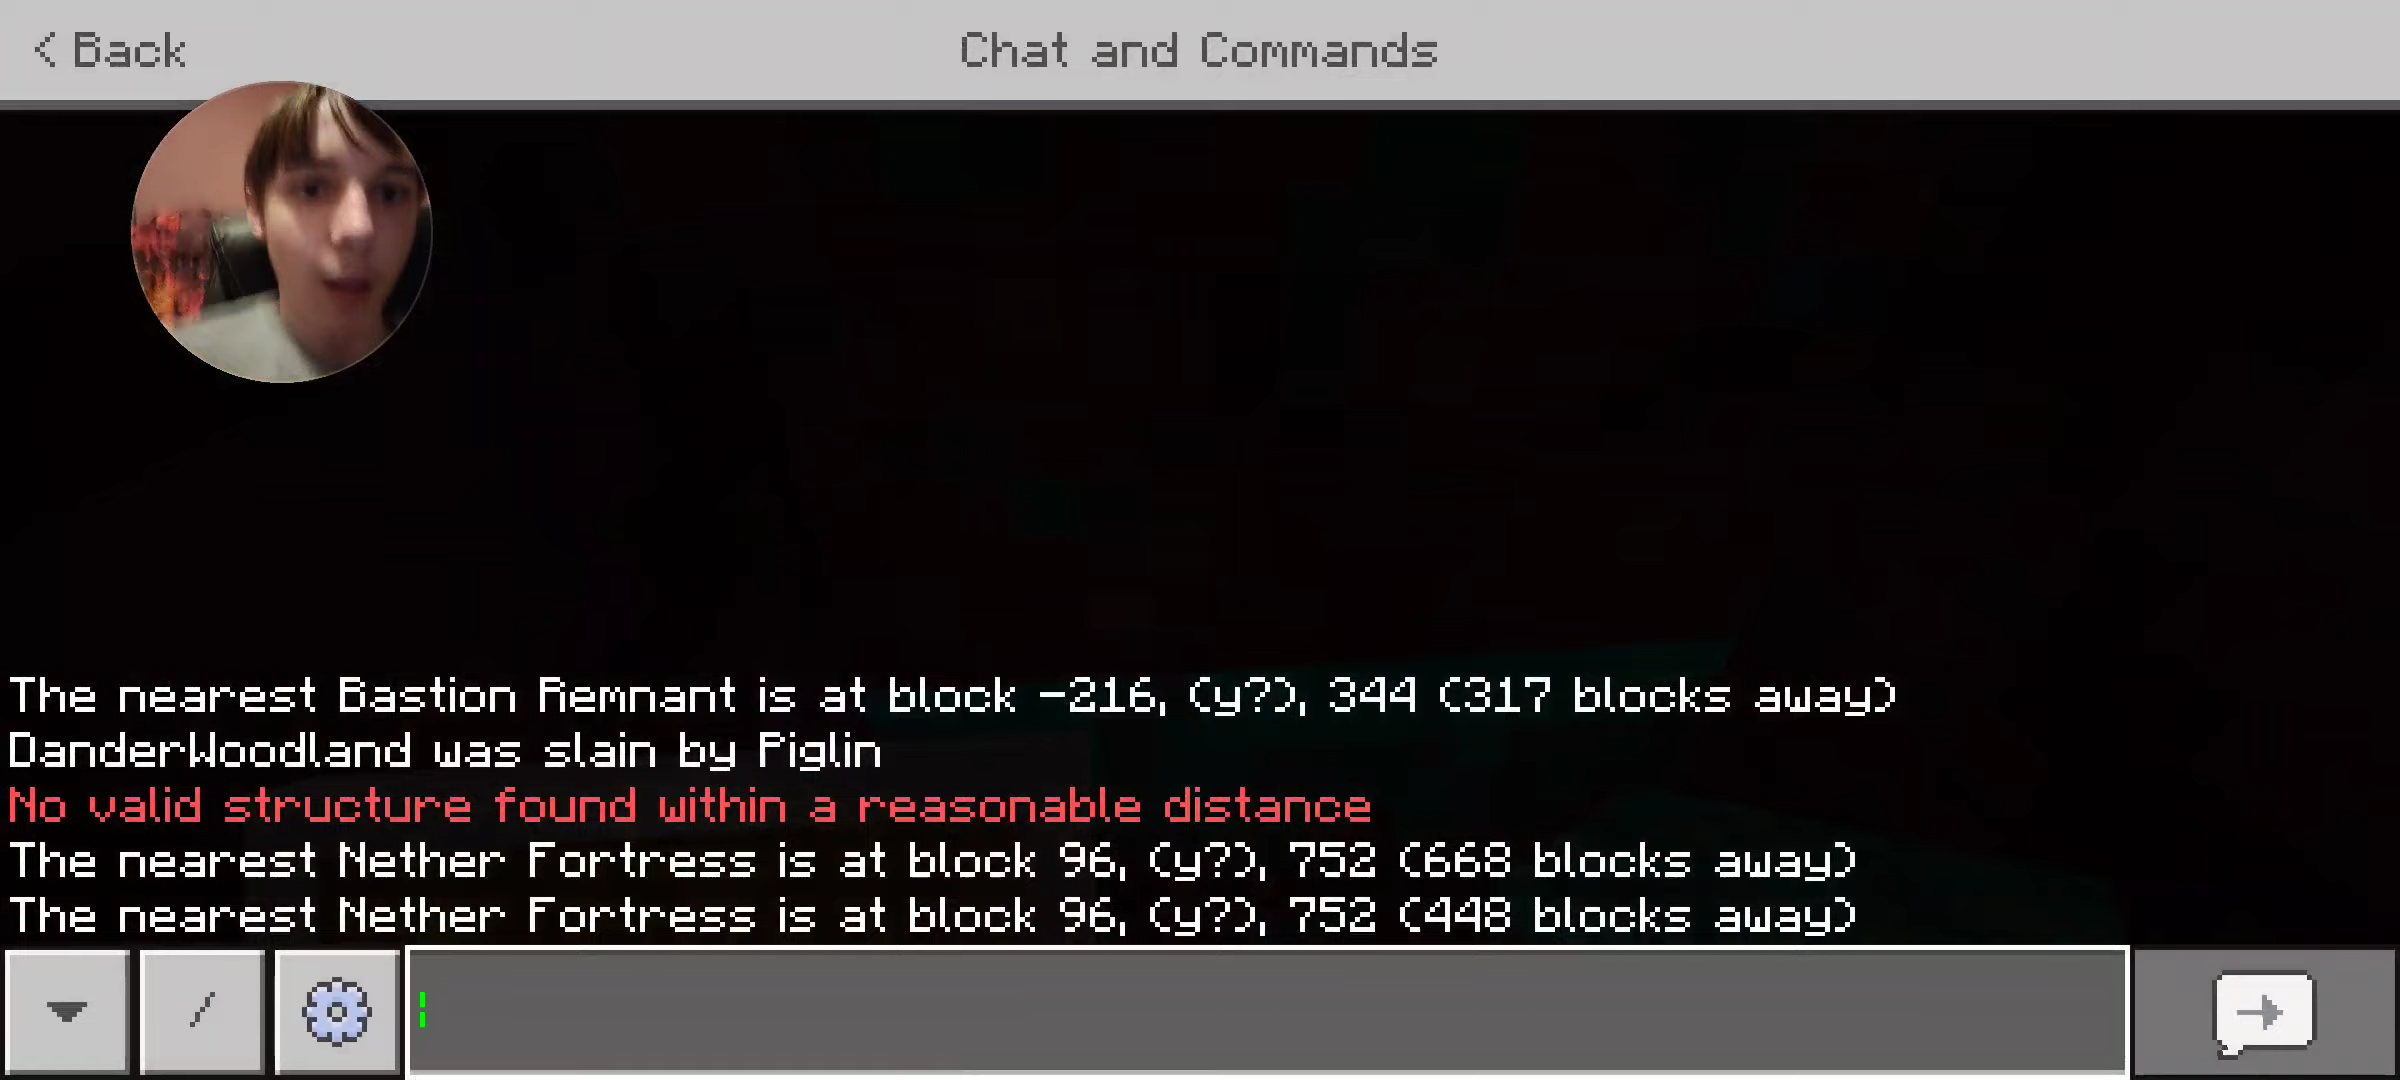 < Back
Chat and Commands
The nearest Bastion Remnant is at block -216, (y?), 344 (317 blocks away)
DanderWoodland was slain by Piglin
No valid structure found within a reasonable distance
The nearest Nether Fortress is at block 96, (y?), 752 (668 blocks away)
The nearest Nether Fortress is at block 96, (y?), 752 (448 blocks away)
/